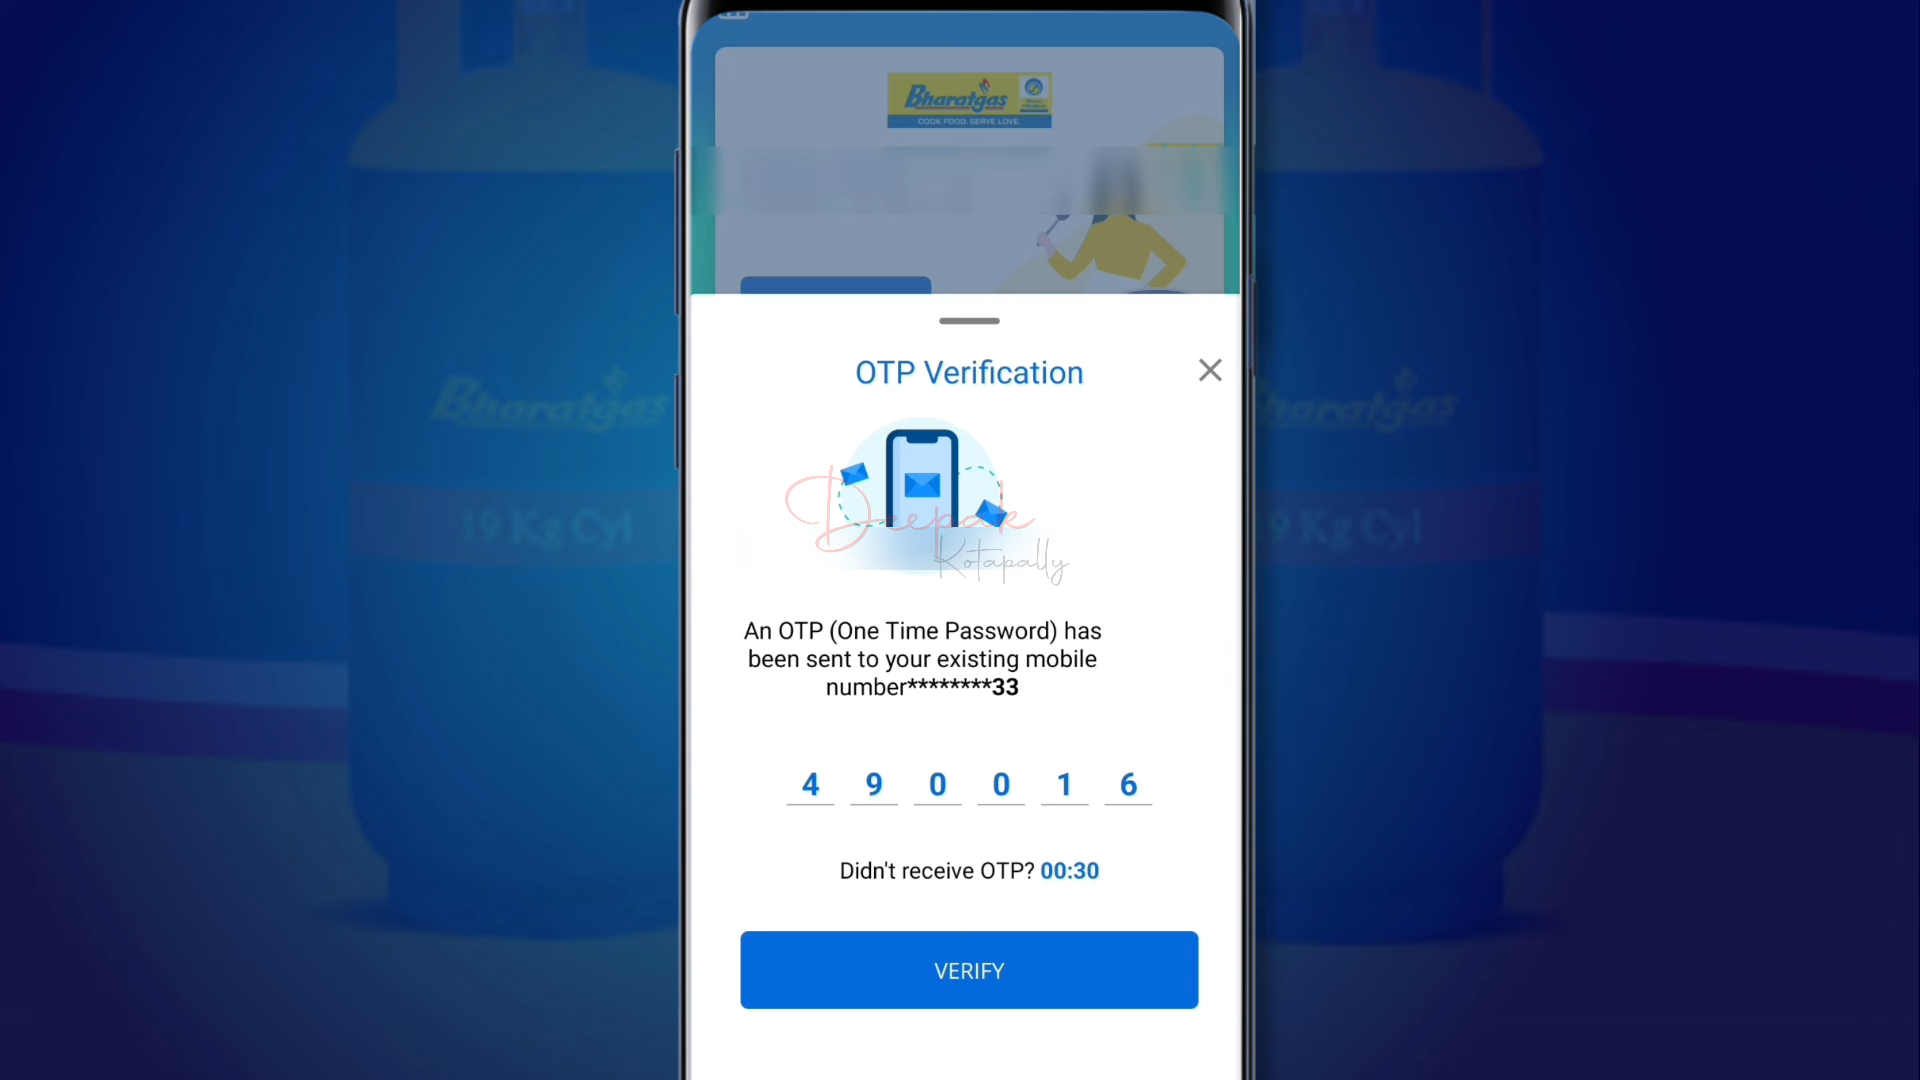 Bharatgas
COOK FOOD. SERVE LOVE.
OTP Verification
Deepak
Kotapally
An OTP (One Time Password) has
been sent to your existing mobile
number********33
4 9 0 0 1 6
Didn't receive OTP? 00:30
VERIFY
Bharatgas
19 Kg Cyl
Bharatgas
19 Kg Cyl